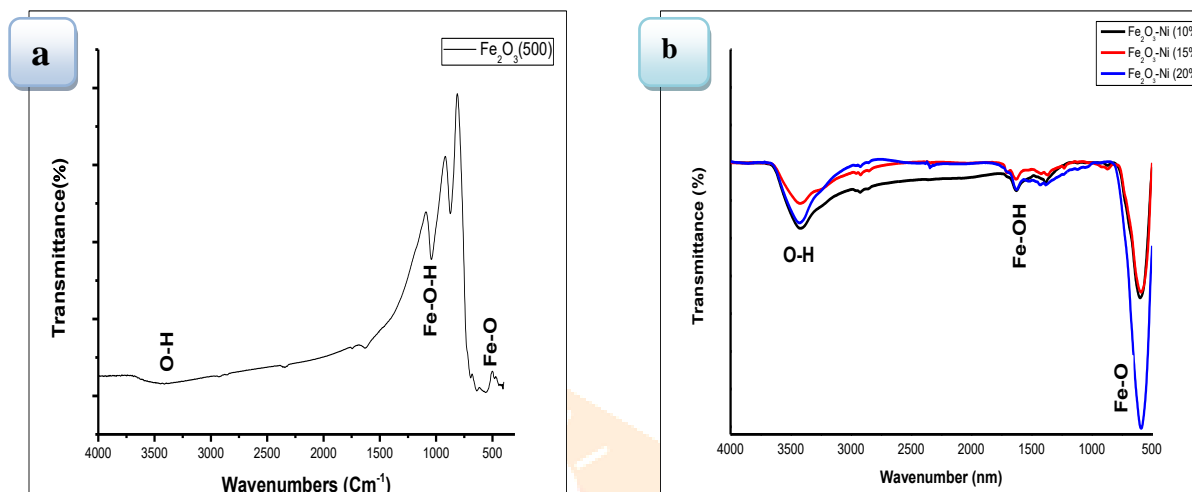 a
Fe₂O₃(500)
Transmittance(%)
O-H
Fe-O-H
Fe-O
4000 3500 3000 2500 2000 1500 1000 500
Wavenumbers (Cm⁻¹)
b
Fe₂O₃-Ni (10%
Fe₂O₃-Ni (15%
Fe₂O₃-Ni (20%
Transmittance (%)
O-H
Fe-OH
Fe-O
4000 3500 3000 2500 2000 1500 1000 500
Wavenumber (nm)